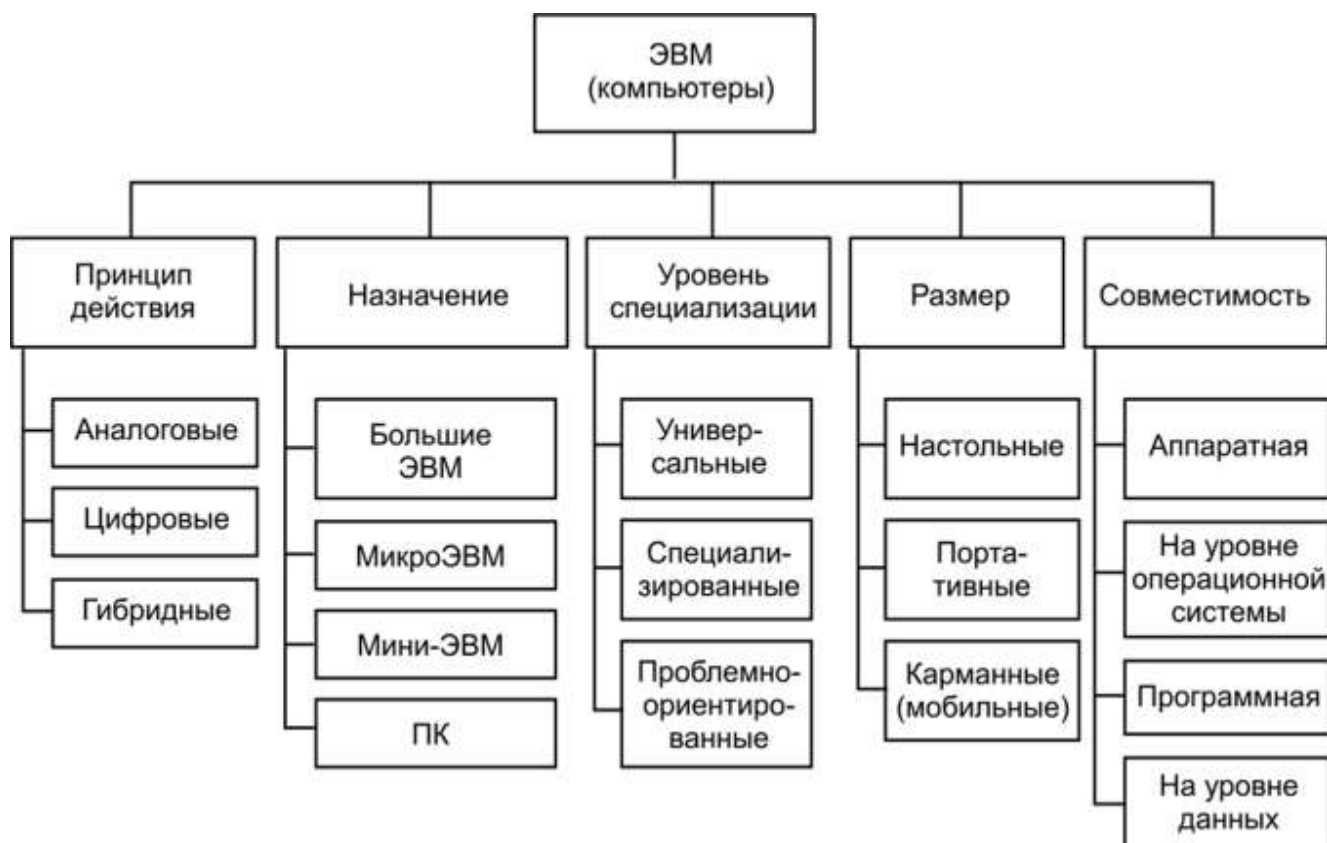 ЭВМ
(компьютеры)
Принцип
действия
Назначение
Уровень
специализации
Размер
Совместимость
Аналоговые
Цифровые
Гибридные
Большие
ЭВМ
МикроЭВМ
Мини-ЭВМ
ПК
Универ-
сальные
Специали-
зированные
Проблемно-
ориентиро-
ванные
Настольные
Порта-
тивные
Карманные
(мобильные)
Аппаратная
На уровне
операционной
системы
Программная
На уровне
данных